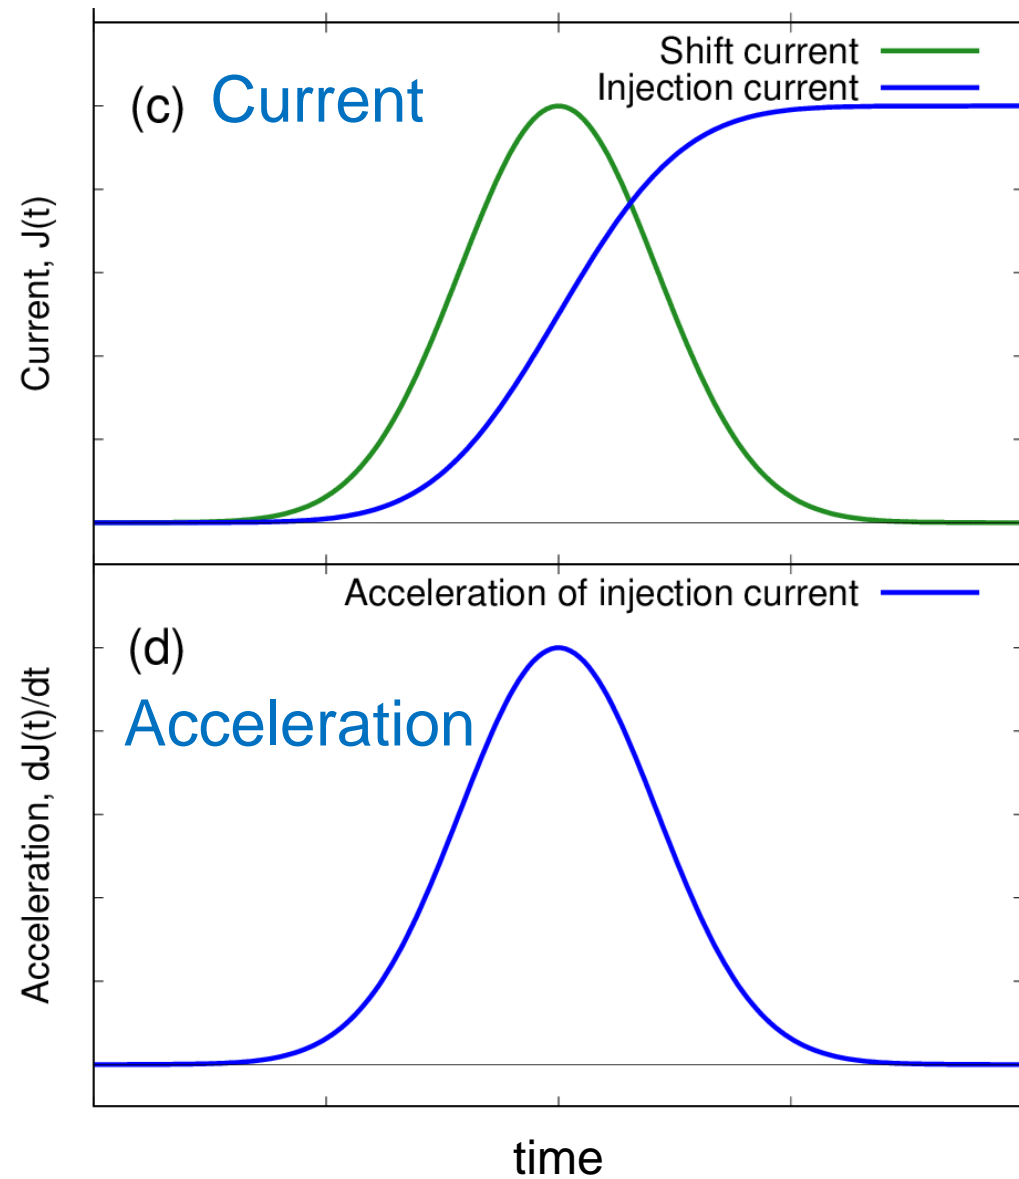 (c) Current
Shift current
Injection current
Current, J(t)
Acceleration of injection current
(d)
Acceleration
Acceleration, dJ(t)/dt
time